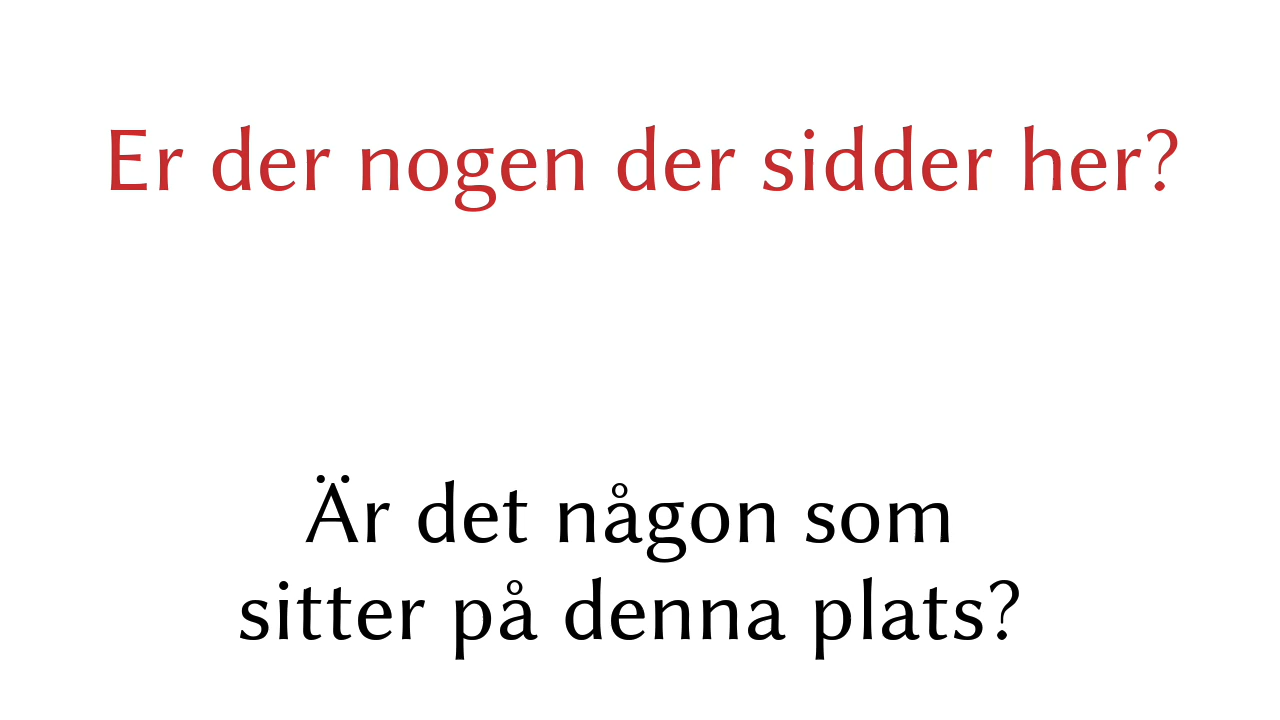 Er der nogen der sidder her?
Är det någon som
sitter på denna plats?